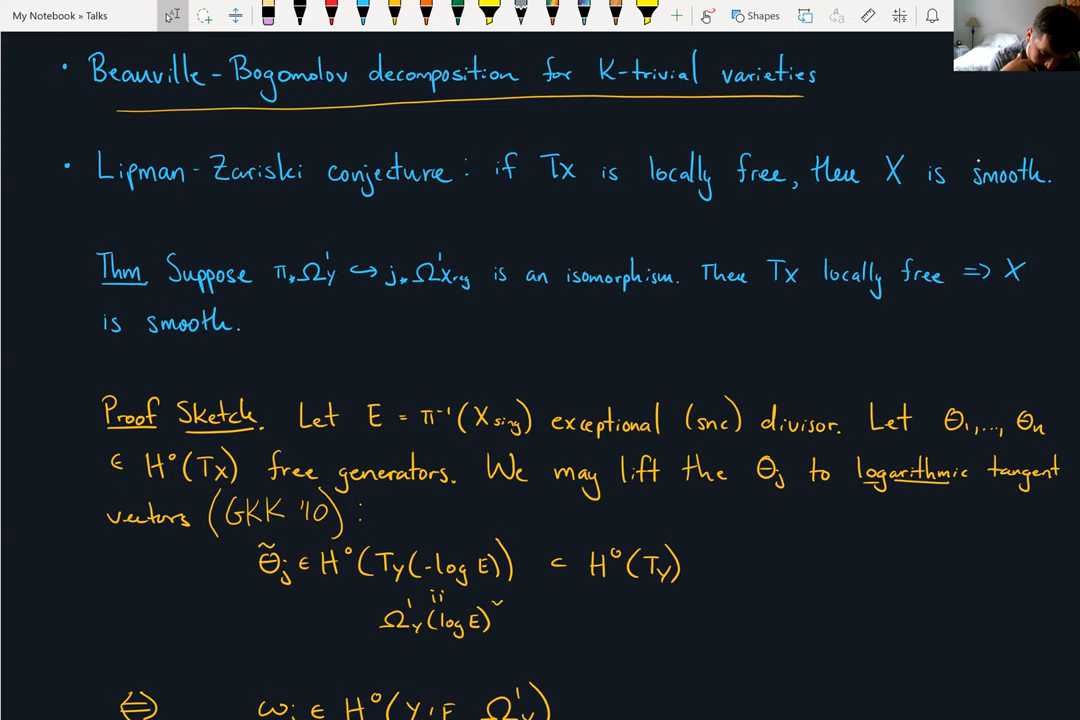 My Notebook » Talks
Shapes
• Beauville-Bogomolov decomposition for K-trivial varieties
• Lipman-Zariski conjecture: if Tx is locally free, then X is smooth.
Thm Suppose π*Ω¹Y ↪ j*Ω¹Xreg is an isomorphism. Then Tx locally free => X
is smooth.
Proof Sketch. Let E = π⁻¹(Xsing) exceptional (snc) divisor. Let Θ₁,..., Θn
∈ H°(Tx) free generators. We may lift the Θj to logarithmic tangent
vectors (GKK '10):
Θ̃j ∈ H°(TY(-log E)) ⊂ H°(TY)
Ω¹Y(log E)ˇ
⇔ ωj ∈ H°(Y\E, Ω¹Y)